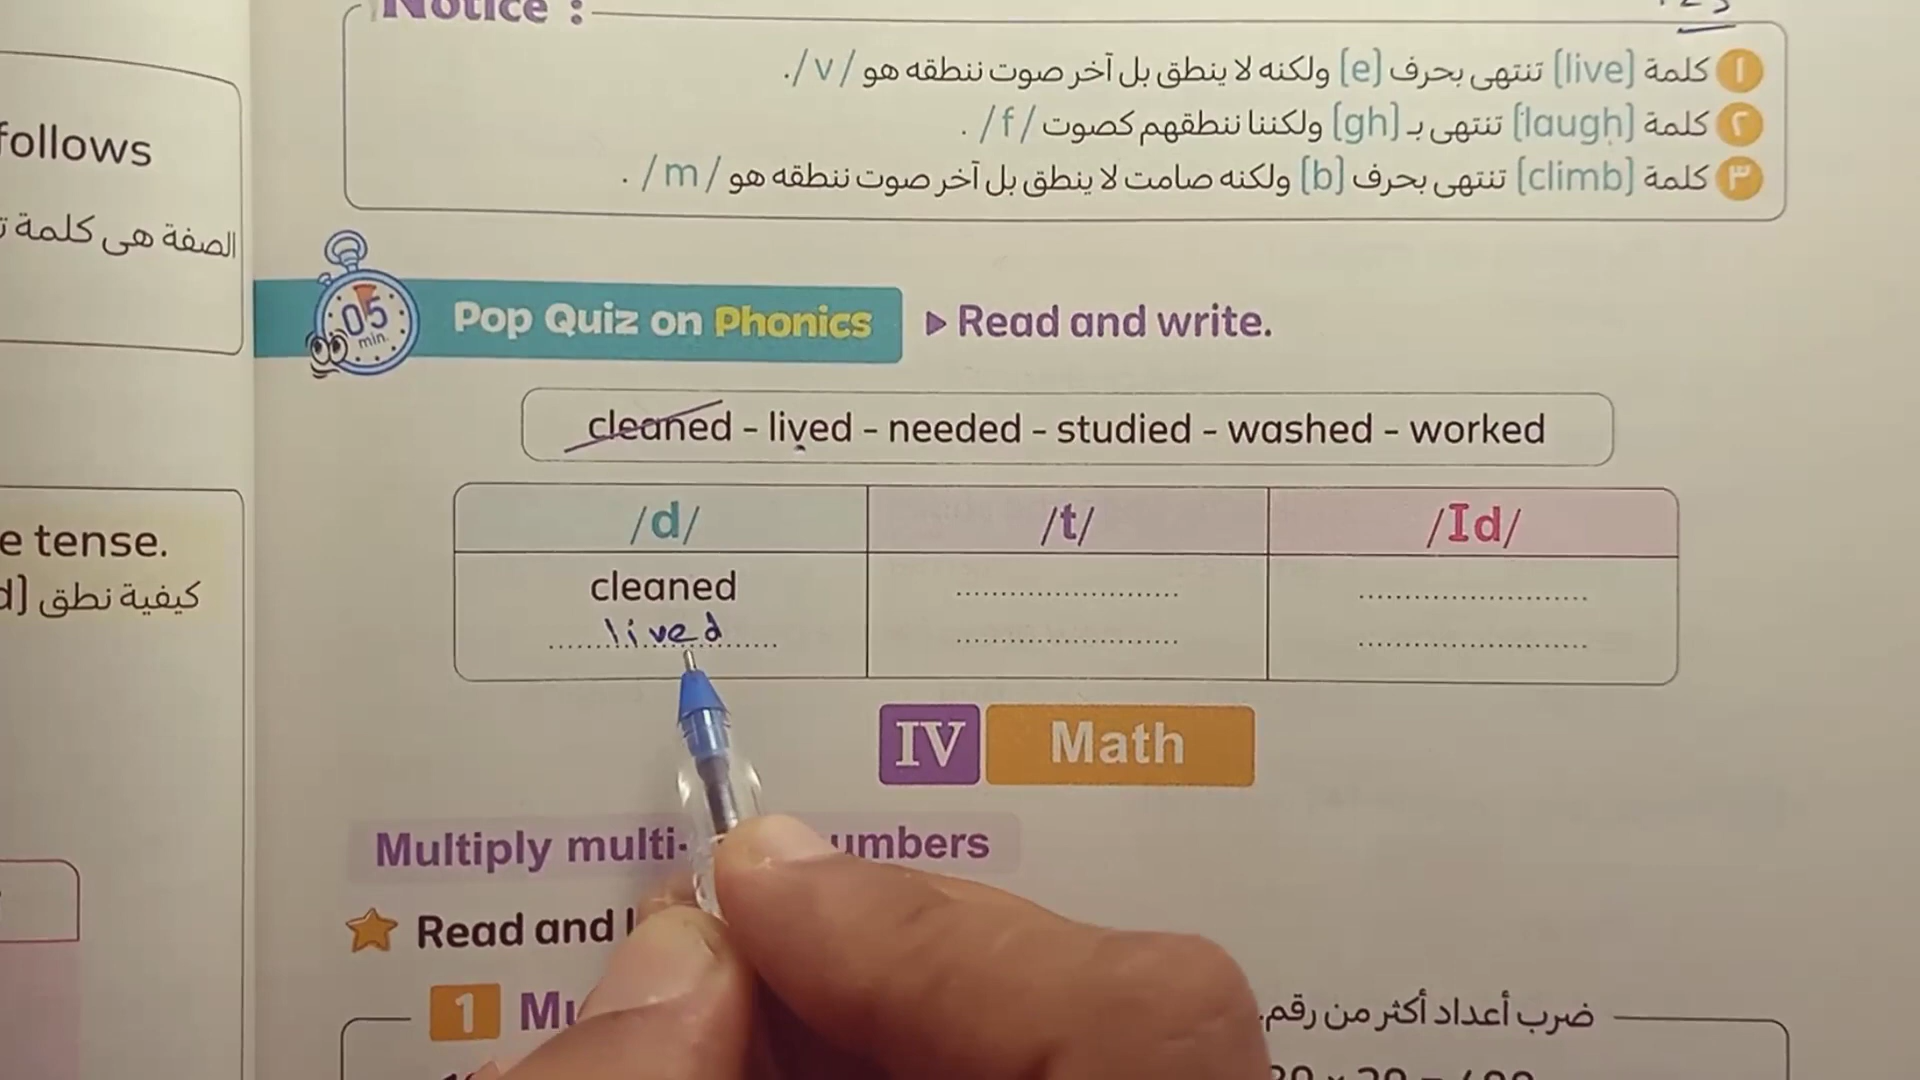 Notice :
١ كلمة [live] تنتهى بحرف [e] ولكنه لا ينطق بل آخر صوت ننطقه هو /v/.
٢ كلمة [laugh] تنتهى بـ [gh] ولكننا ننطقهم كصوت /f/ .
٣ كلمة [climb] تنتهى بحرف [b] ولكنه صامت لا ينطق بل آخر صوت ننطقه هو /m/ .
follows
الصفة هى كلمة
05 min.
Pop Quiz on Phonics ▶ Read and write.
cleaned - lived - needed - studied - washed - worked
/d/ /t/ /Id/
cleaned
lived
e tense.
كيفية نطق
IV Math
Multiply multi- umbers
Read and
1
ضرب أعداد أكثر من رقم.